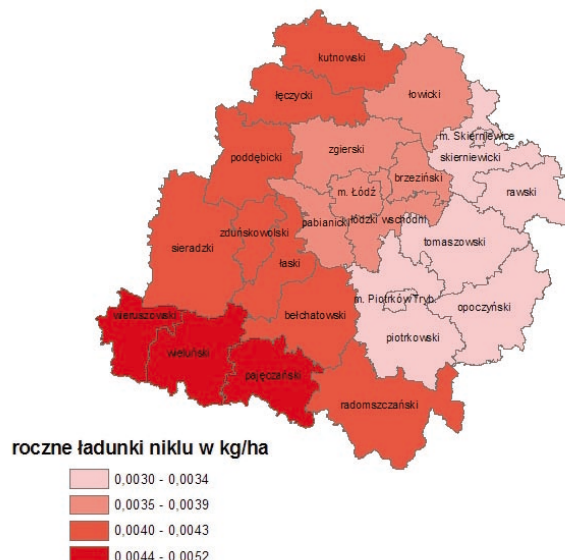 kutnowski
łęczycki
łowicki
m. Skierniewice
zgierski
skierniewicki
poddębicki
brzeziński
m. Łódź
rawski
pabianicki
łódzki wschodni
zduńskowolski
tomaszowski
sieradzki
łaski
m. Piotrków Tryb.
opoczyński
wieruszowski
bełchatowski
piotrkowski
wieluński
pajęczański
radomszczański
roczne ładunki niklu w kg/ha
0,0030 - 0,0034
0,0035 - 0,0039
0,0040 - 0,0043
0,0044 - 0,0052